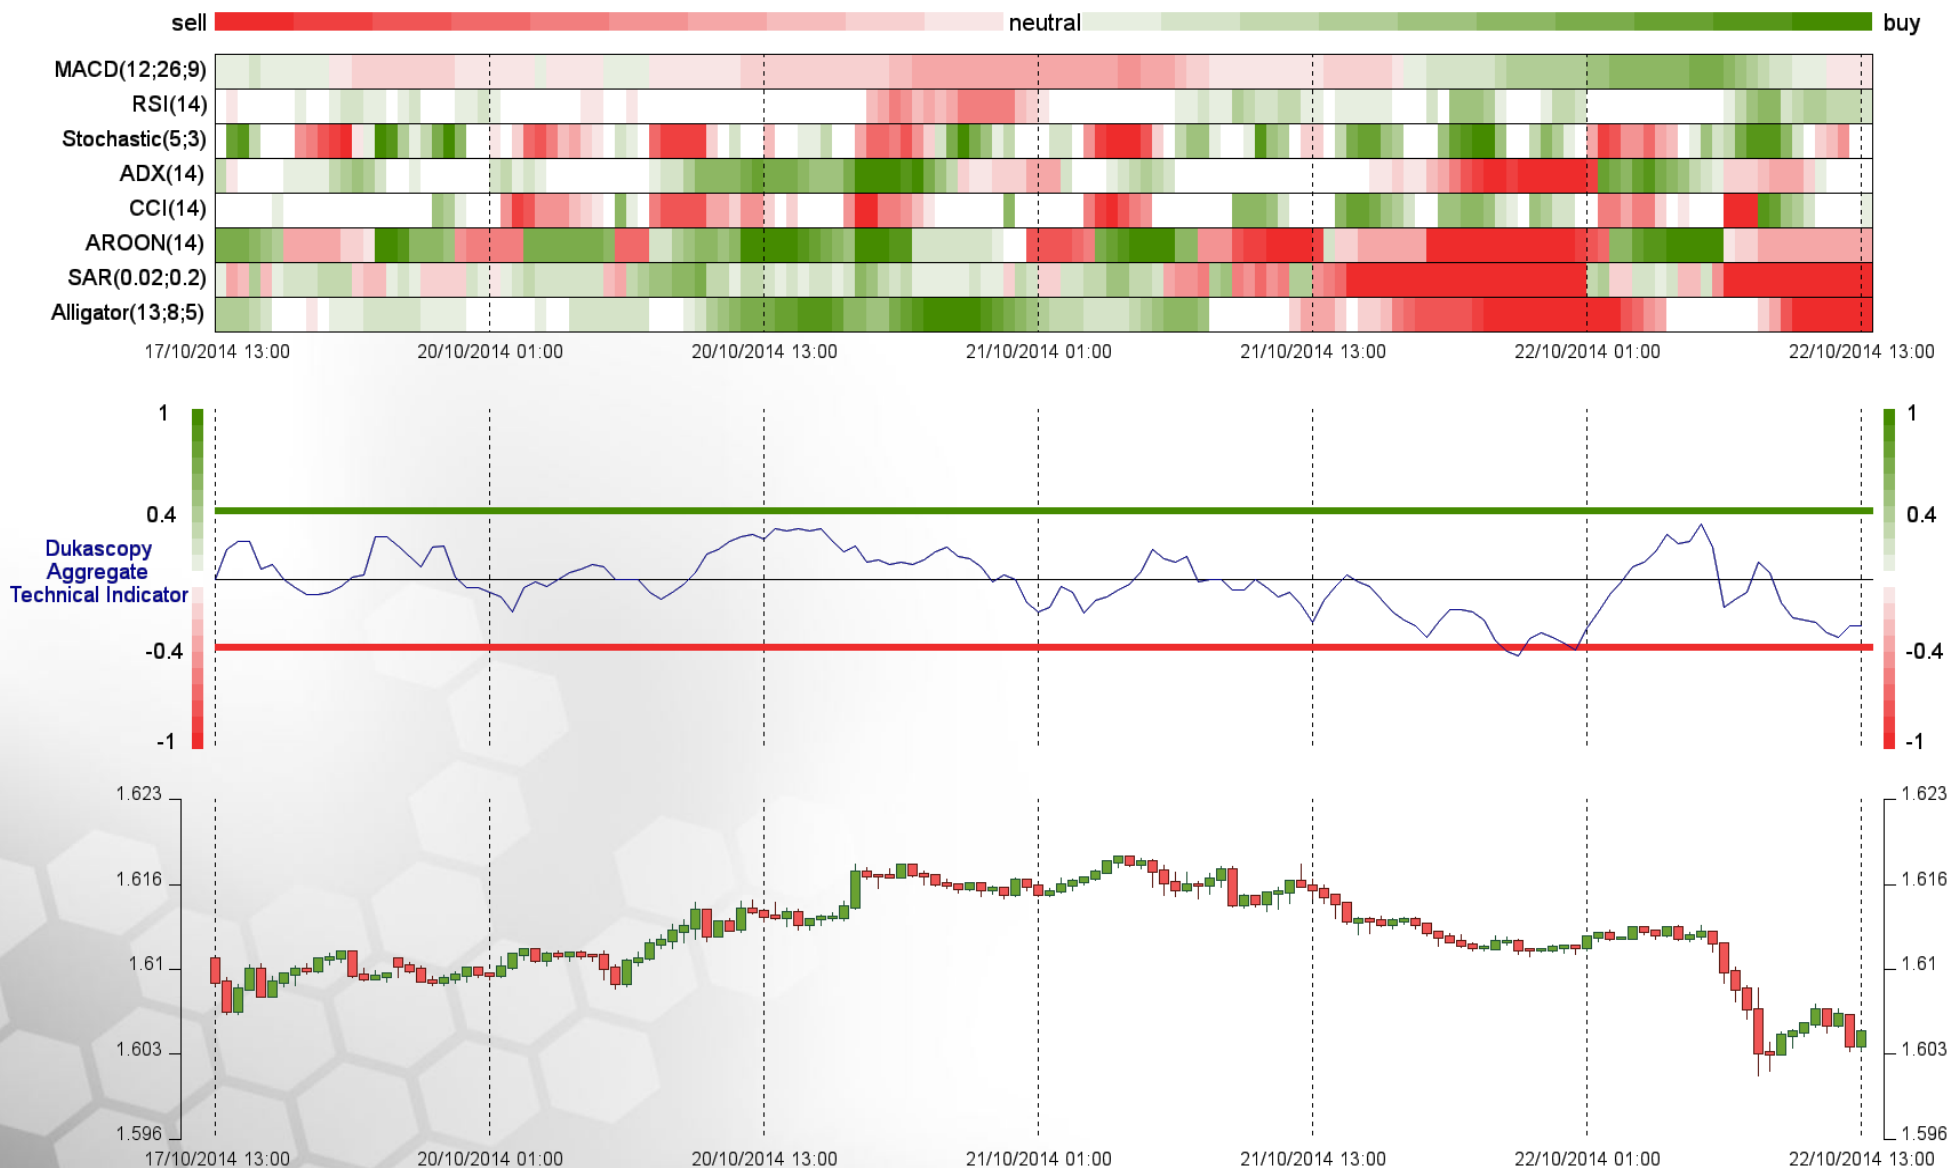 sell neutral buy
MACD(12;26;9)
RSI(14)
Stochastic(5;3)
ADX(14)
CCI(14)
AROON(14)
SAR(0.02;0.2)
Alligator(13;8;5)
17/10/2014 13:00 20/10/2014 01:00 20/10/2014 13:00 21/10/2014 01:00 21/10/2014 13:00 22/10/2014 01:00 22/10/2014 13:00
1 1
0.4 0.4
Dukascopy
Aggregate
Technical Indicator
-0.4 -0.4
-1 -1
1.623 1.623
1.616 1.616
1.61 1.61
1.603 1.603
1.596 1.596
17/10/2014 13:00 20/10/2014 01:00 20/10/2014 13:00 21/10/2014 01:00 21/10/2014 13:00 22/10/2014 01:00 22/10/2014 13:00